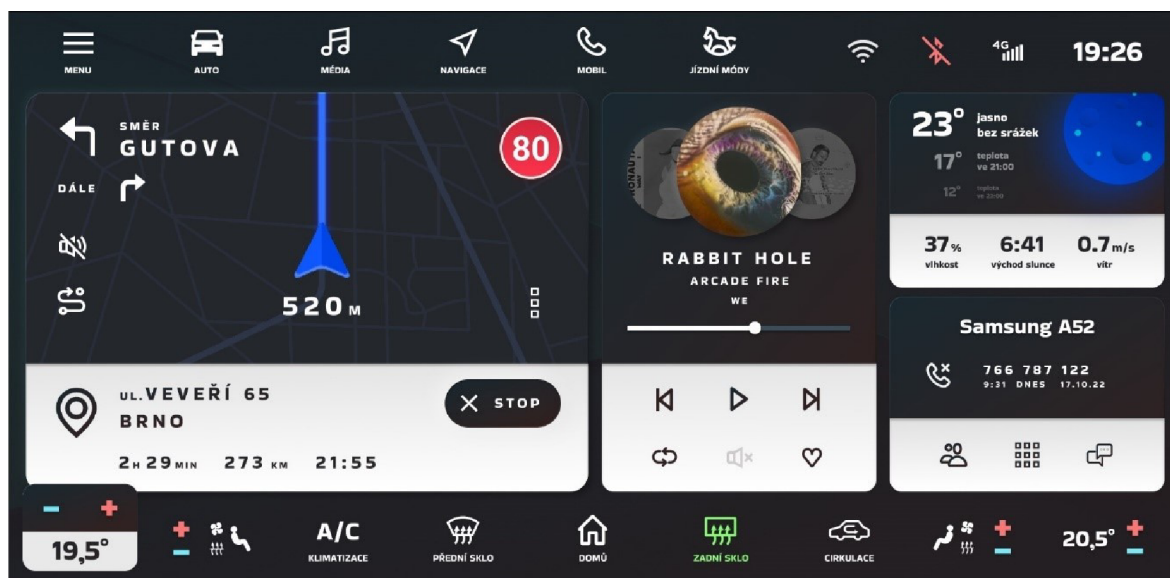 MENU
AUTO
MÉDIA
NAVIGACE
MOBIL
JÍZDNÍ MÓDY
4G
19:26
SMĚR
GUTOVA
80
DÁLE
520 M
UL.VEVEŘÍ 65
BRNO
STOP
2H 29MIN 273 KM 21:55
RABBIT HOLE
ARCADE FIRE
WE
23° jasno
bez srážek
17° teplota
ve 21:00
12° teplota
37% 6:41 0.7m/s
vlhkost východ slunce vítr
Samsung A52
766 787 122
9:31 DNES 17.10.22
19,5°
A/C
KLIMATIZACE
PŘEDNÍ SKLO
DOMŮ
ZADNÍ SKLO
CIRKULACE
20,5°